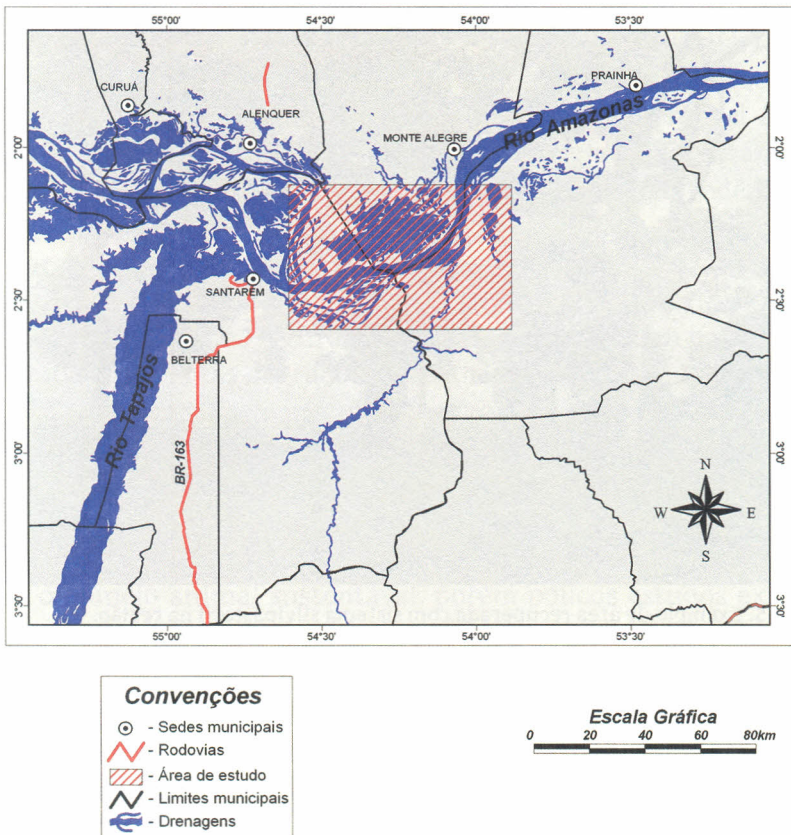 55°00' 54°30' 54°00' 53°30'
CURUÁ
ALENQUER
PRAINHA
MONTE ALEGRE
Rio Amazonas
2°00' 2°00'
SANTARÉM
2°30' 2°30'
BELTERRA
Rio Tapajos
BR-163
3°00' 3°00'
N
W E
S
3°30' 3°30'
55°00' 54°30' 54°00' 53°30'
Convenções
- Sedes municipais
- Rodovias
- Área de estudo
- Limites municipais
- Drenagens
Escala Gráfica
0 20 40 60 80km